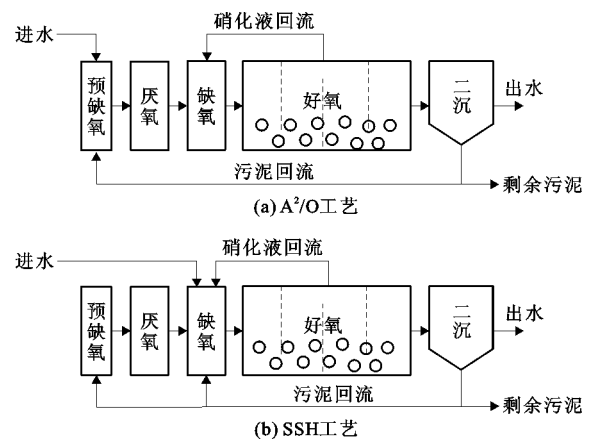 硝化液回流
进水
预缺氧
厌氧
缺氧
好氧
二沉
出水
污泥回流
剩余污泥
(a) A²/O工艺
硝化液回流
进水
预缺氧
厌氧
缺氧
好氧
二沉
出水
污泥回流
剩余污泥
(b) SSH工艺